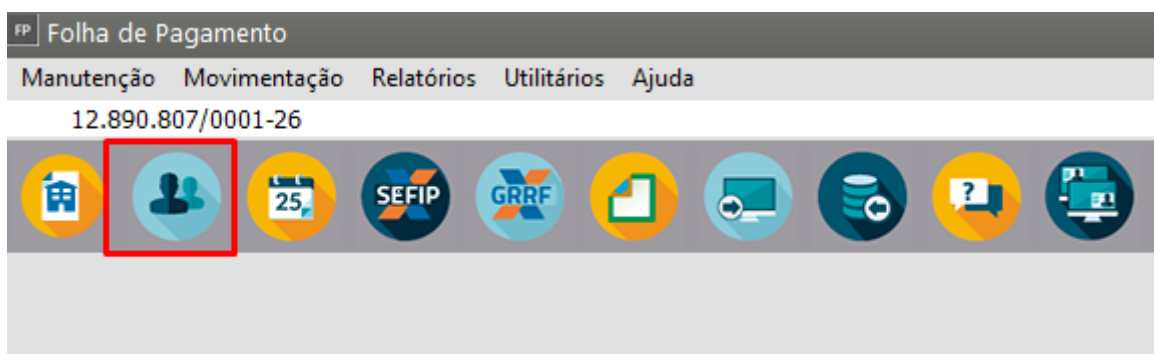 FP Folha de Pagamento
Manutenção Movimentação Relatórios Utilitários Ajuda
12.890.807/0001-26
25 SEFIP GRRF ?